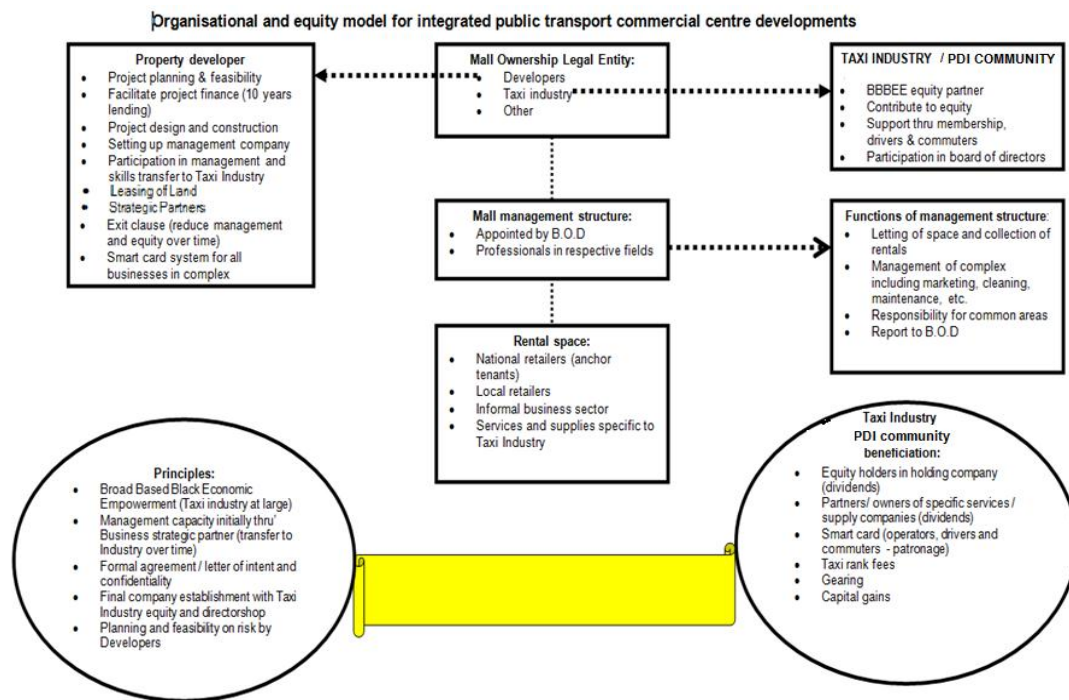 Organisational and equity model for integrated public transport commercial centre developments
Property developer
• Project planning & feasibility
• Facilitate project finance (10 years
lending)
• Project design and construction
• Setting up management company
• Participation in management and
skills transfer to Taxi Industry
• Leasing of Land
• Strategic Partners
• Exit clause (reduce management
and equity over time)
• Smart card system for all
businesses in complex
Mall Ownership Legal Entity:
• Developers
• Taxi industry
• Other
TAXI INDUSTRY / PDI COMMUNITY
• BBBEE equity partner
• Contribute to equity
• Support thru membership,
drivers & commuters
• Participation in board of directors
Mall management structure:
• Appointed by B.O.D
• Professionals in respective fields
Functions of management structure:
• Letting of space and collection of
rentals
• Management of complex
including marketing, cleaning,
maintenance, etc.
• Responsibility for common areas
• Report to B.O.D
Rental space:
• National retailers (anchor
tenants)
• Local retailers
• Informal business sector
• Services and supplies specific to
Taxi Industry
Principles:
• Broad Based Black Economic
Empowerment (Taxi industry at large)
• Management capacity initially thru'
Business strategic partner (transfer to
Industry over time)
• Formal agreement / letter of intent and
confidentiality
• Final company establishment with Taxi
Industry equity and directorshop
• Planning and feasibility on risk by
Developers
Taxi Industry
PDI community
beneficiation:
• Equity holders in holding company
(dividends)
• Partners/ owners of specific services /
supply companies (dividends)
• Smart card (operators, drivers and
commuters - patronage)
• Taxi rank fees
• Gearing
• Capital gains